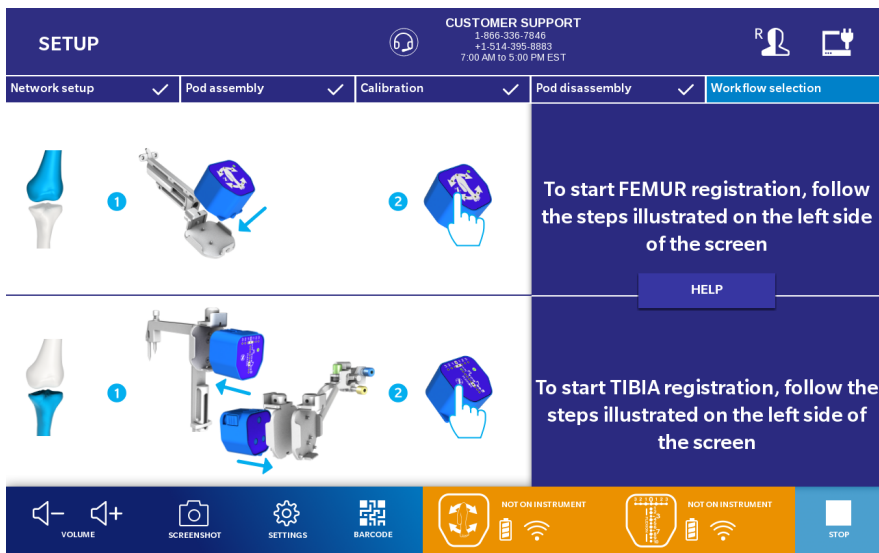 SETUP
CUSTOMER SUPPORT
1-866-336-7846
+1-514-395-8883
7:00 AM to 5:00 PM EST
R
Network setup
Pod assembly
Calibration
Pod disassembly
Workflow selection
1
2
To start FEMUR registration, follow
the steps illustrated on the left side
of the screen
HELP
1
2
To start TIBIA registration, follow the
steps illustrated on the left side of
the screen
VOLUME
SCREENSHOT
SETTINGS
BARCODE
NOT ON INSTRUMENT
NOT ON INSTRUMENT
STOP